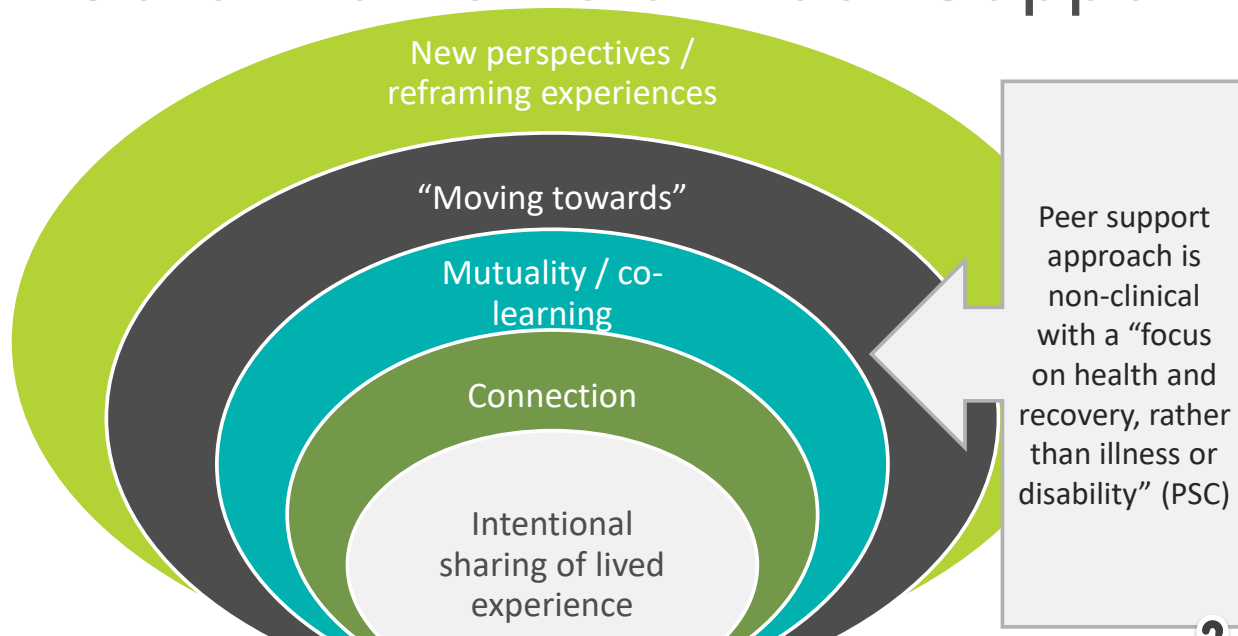 New perspectives /
reframing experiences
“Moving towards”
Mutuality / co-
learning
Connection
Intentional
sharing of lived
experience
Peer support
approach is
non-clinical
with a “focus
on health and
recovery, rather
than illness or
disability” (PSC)